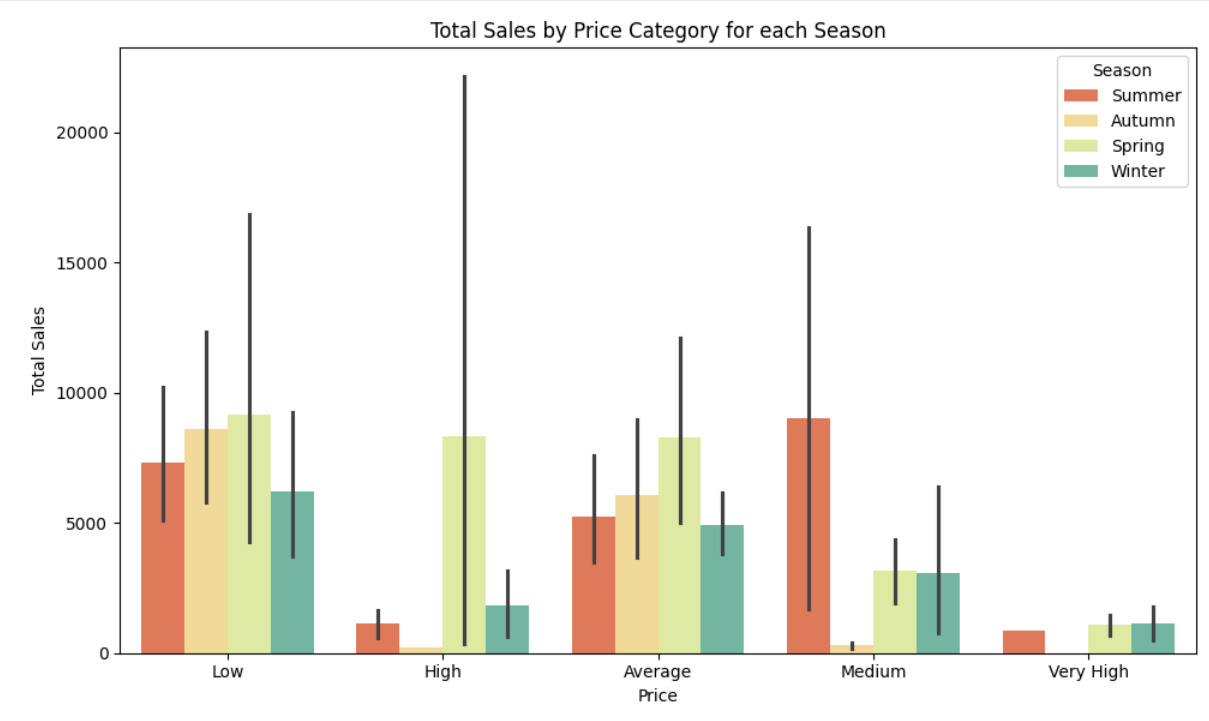 Total Sales by Price Category for each Season
Season
Summer
Autumn
Spring
Winter
Total Sales
20000
15000
10000
5000
0
Low High Average Medium Very High
Price